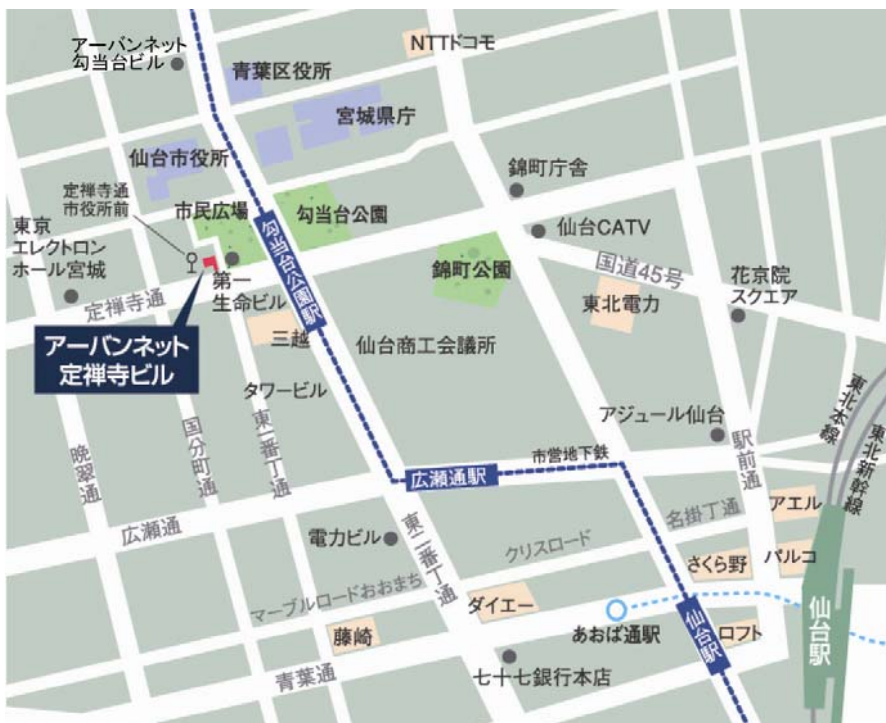 アーバンネット
勾当台ビル
青葉区役所
NTTドコモ
宮城県庁
仙台市役所
定禅寺通
市役所前
市民広場
勾当台公園
錦町庁舎
仙台CATV
東京
エレクトロン
ホール宮城
勾当台公園駅
錦町公園
国道45号
花京院
スクエア
第一
生命ビル
定禅寺通
東北電力
アーバンネット
定禅寺ビル
三越
仙台商工会議所
タワービル
アジュール仙台
東北本線
東北新幹線
晩翠通
国分町通
東一番丁通
市営地下鉄
駅前通
広瀬通駅
広瀬通
電力ビル
東二番丁通
クリスロード
名掛丁通
アエル
さくら野
パルコ
マーブルロードおおまち
ダイエー
藤崎
あおば通駅
仙台駅
ロフト
仙台駅
青葉通
七十七銀行本店